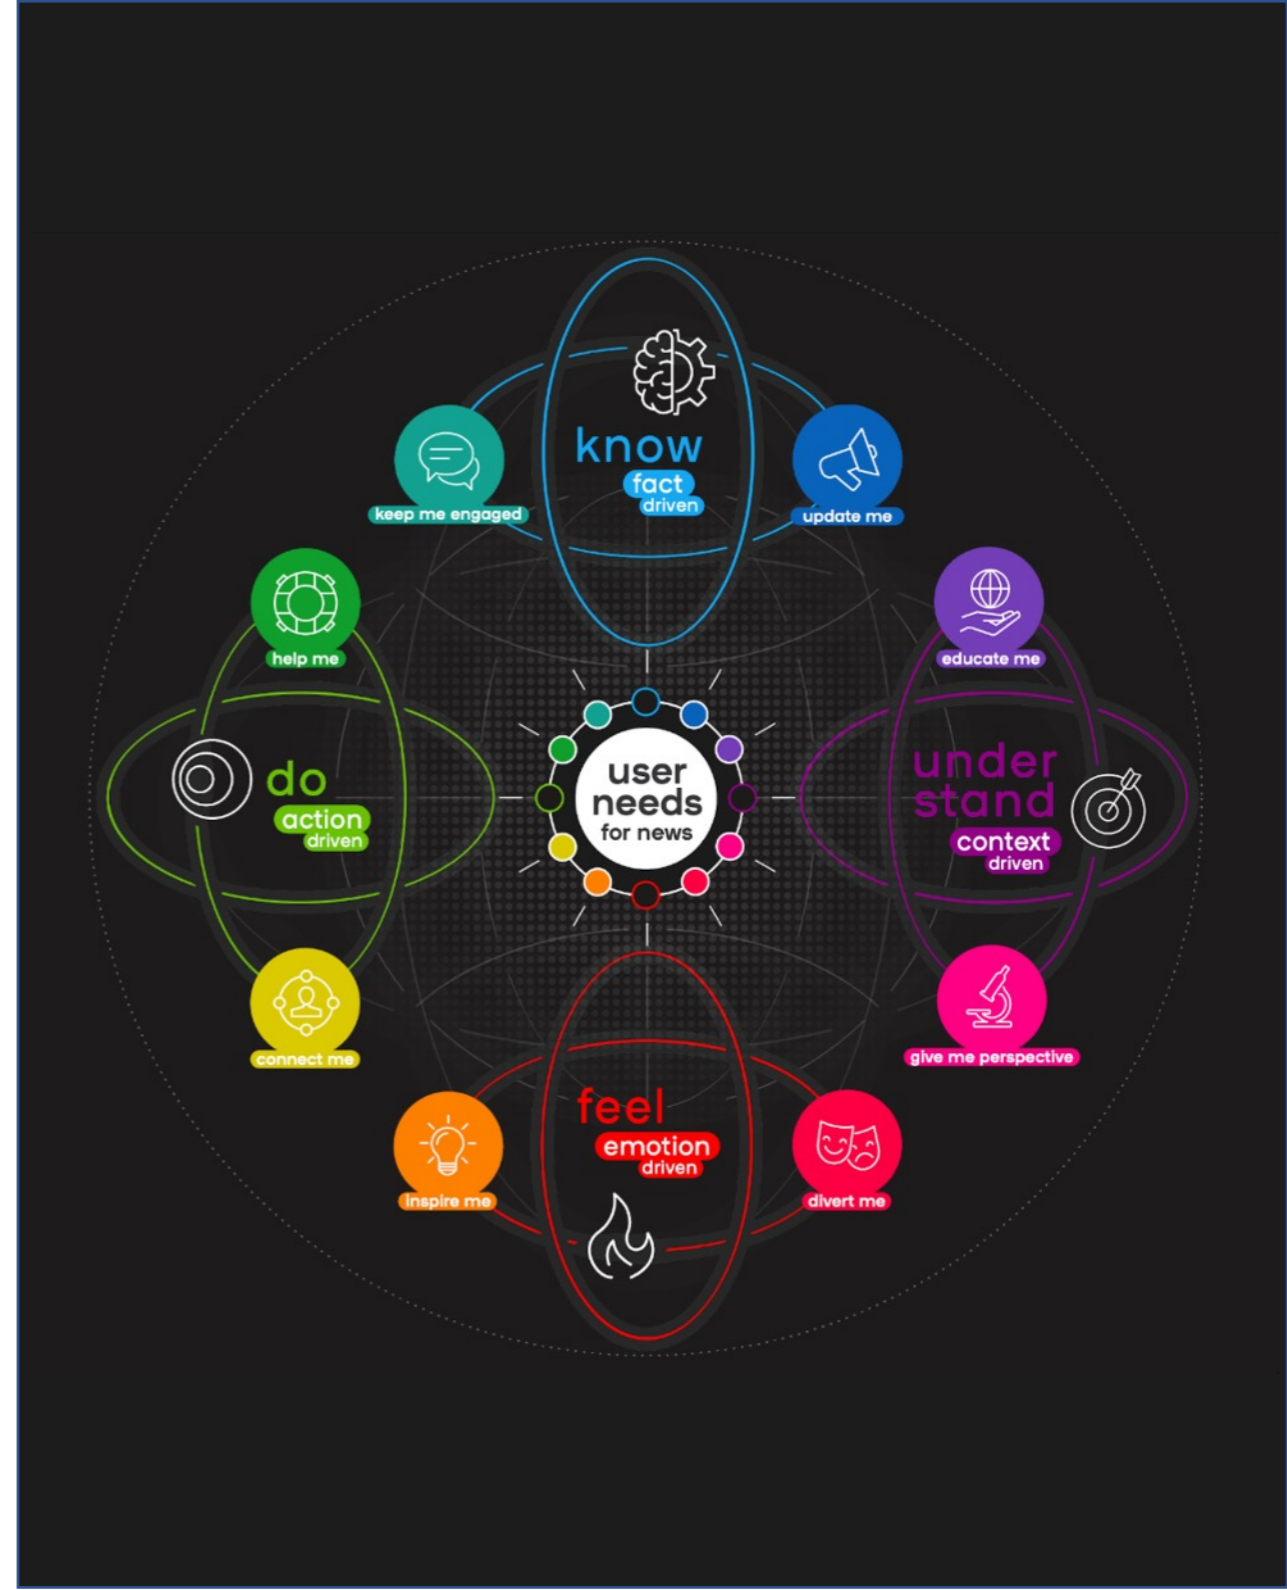 know
fact
driven
keep me engaged
update me
help me
educate me
do
action
driven
user
needs
for news
under
stand
context
driven
connect me
give me perspective
feel
emotion
driven
inspire me
divert me